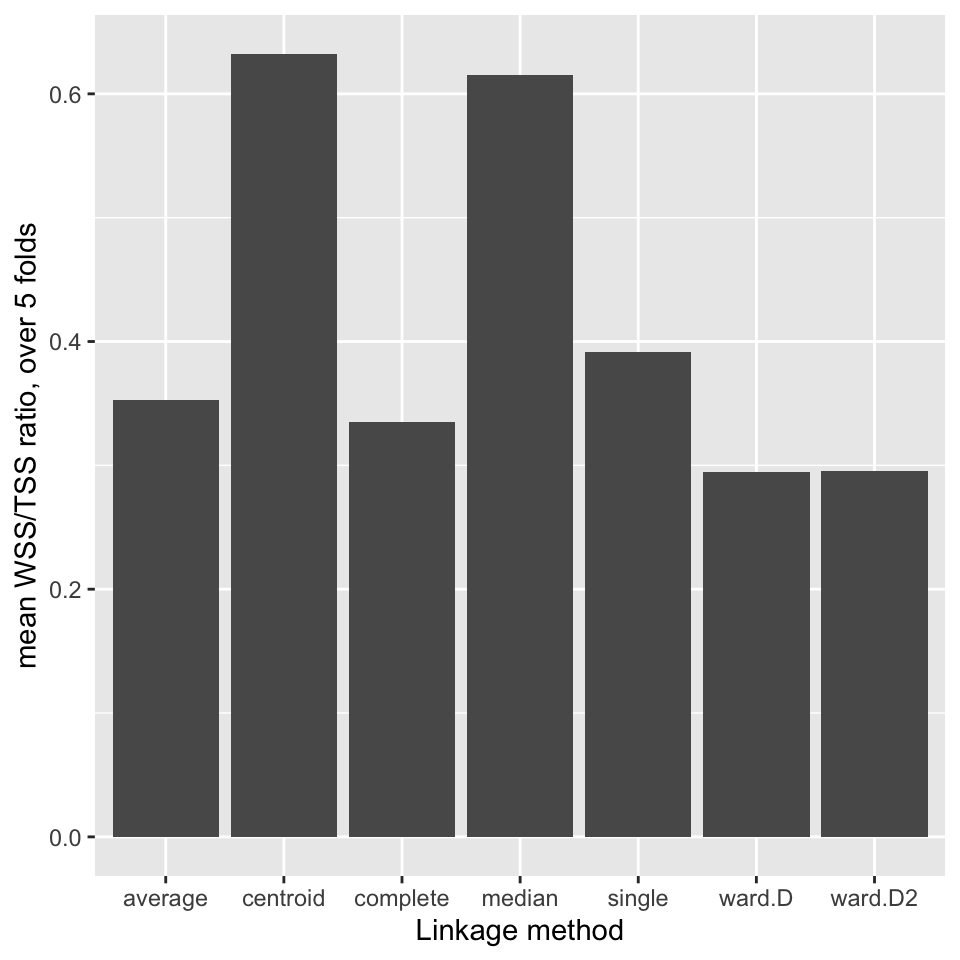 mean WSS/TSS ratio, over 5 folds
0.6
0.4
0.2
0.0
average centroid complete median single ward.D ward.D2
Linkage method